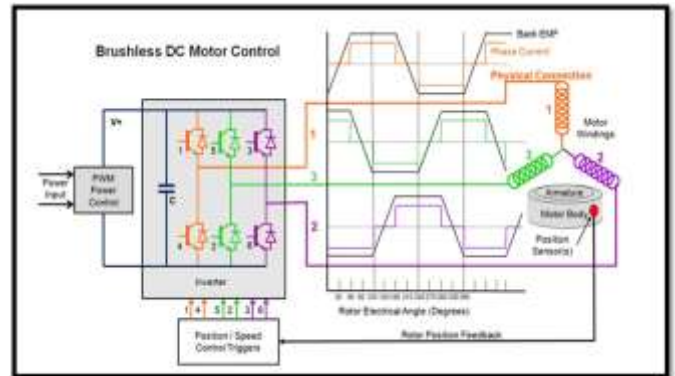 Brushless DC Motor Control
Back EMF
Phase Current
Physical Connection
V+
1 5 3
1
1
Motor
Windings
3 2
PWM
Power
Control
Power
Input
C
3
Armature
Motor Body
2
Position
Sensor(s)
4 2 6
Inverter
Rotor Electrical Angle (Degrees)
1 4 5 2 3 6
Position / Speed
Control Triggers
Rotor Position Feedback